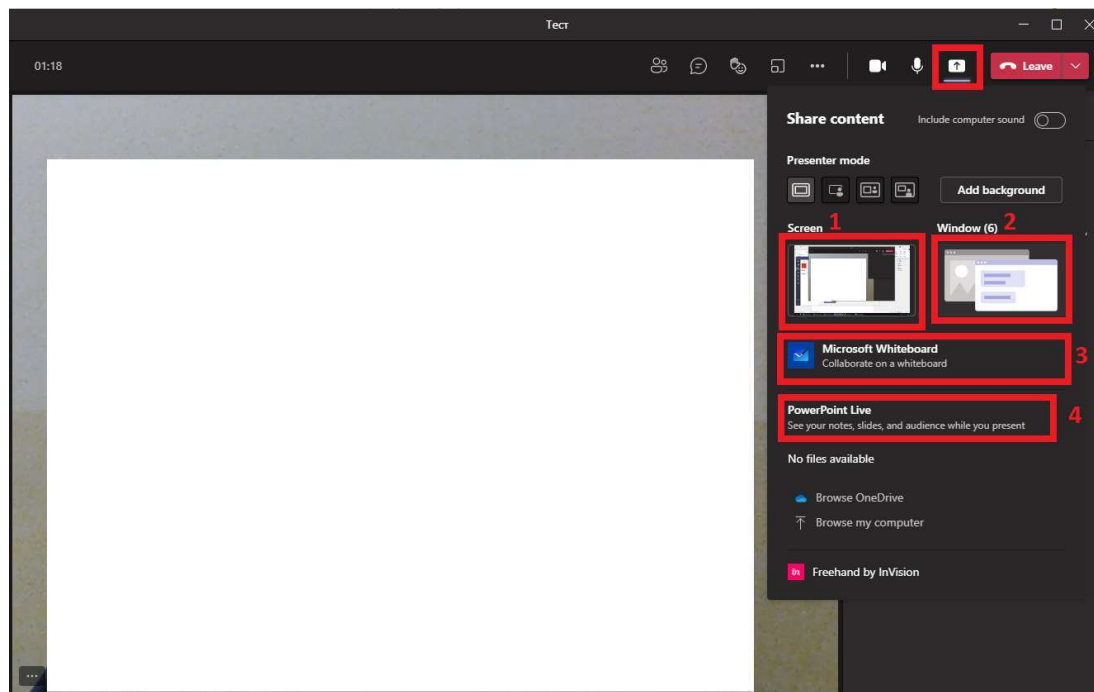 Тест
01:18
Leave
Share content
Include computer sound
Presenter mode
Add background
Screen 1
Window (6) 2
Microsoft Whiteboard
Collaborate on a whiteboard
3
PowerPoint Live
See your notes, slides, and audience while you present
4
No files available
Browse OneDrive
Browse my computer
in Freehand by InVision